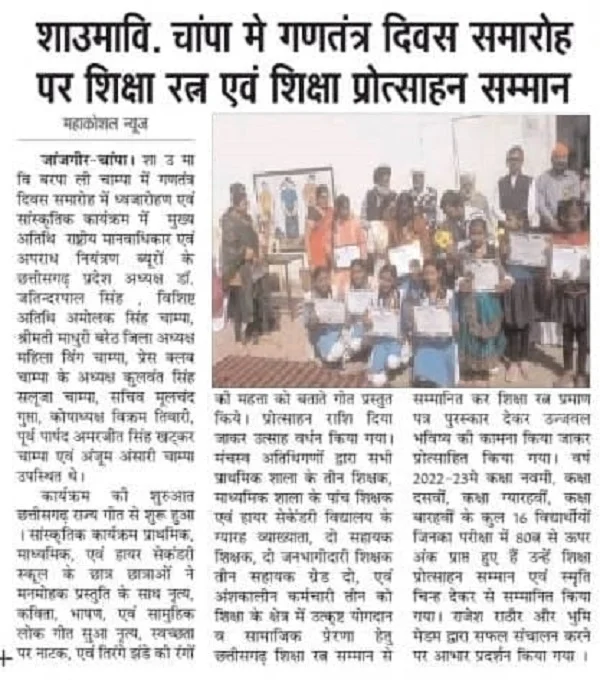 शाउमावि. चांपा मे गणतंत्र दिवस समारोह
पर शिक्षा रत्न एवं शिक्षा प्रोत्साहन सम्मान
महाकोशल न्यूज
जांजगीर-चांपा। शा उ मा
वि बरपा ली चाम्पा में गणतंत्र
दिवस समारोह में ध्वजारोहण एवं
सांस्कृतिक कार्यक्रम में मुख्य
अतिथि राष्ट्रीय मानवाधिकार एवं
अपराध नियंत्रण ब्यूरों के
छत्तीसगढ़ प्रदेश अध्यक्ष डॉ.
जतिन्दरपाल सिंह , विशिष्ट
अतिथि अमोलक सिंह चाम्पा,
श्रीमती माधुरी बरेठ जिला अध्यक्ष
महिला विंग चाम्पा, प्रेस क्लब
चाम्पा के अध्यक्ष कुलवंत सिंह
सलूजा चाम्पा, सचिव मूलचंद
गुप्ता, कोषाध्यक्ष विक्रम तिवारी,
पूर्व पार्षद अमरजीत सिंह खट्कर
चाम्पा एवं अंजूम अंसारी चाम्पा
उपस्थित थे।
कार्यक्रम की शुरुआत
छत्तीसगढ़ राज्य गीत से शुरू हुआ
। सांस्कृतिक कार्यक्रम प्राथमिक,
माध्यमिक, एवं हायर सेकंडरी
स्कूल के छात्र छात्राओं ने
मनमोहक प्रस्तुति के साथ नृत्य,
कविता, भाषण, एवं सामुहिक
लोक गीत सुआ नृत्य, स्वच्छता
पर नाटक, एवं तिरंगे झंडे की रंगों
की महत्ता को बताते गीत प्रस्तुत
किये। प्रोत्साहन राशि दिया
जाकर उत्साह वर्धन किया गया।
मंचस्व अतिथिगणों द्वारा सभी
प्राथमिक शाला के तीन शिक्षक,
माध्यमिक शाला के पांच शिक्षक
एवं हायर सेकेंडरी विद्यालय के
ग्यारह व्याख्याता, दो सहायक
शिक्षक, दो जनभागीदारी शिक्षक
तीन सहायक ग्रेड दो, एवं
अंशकालीन कर्मचारी तीन को
शिक्षा के क्षेत्र में उत्कृष्ट योगदान
व सामाजिक प्रेरणा हेतु
छत्तीसगढ़ शिक्षा रत्न सम्मान से
सम्मानित कर शिक्षा रत्न प्रमाण
पत्र पुरस्कार देकर उन्जवल
भविष्य की कामना किया जाकर
प्रोत्साहित किया गया। वर्ष
2022-23मे कक्षा नवमी, कक्षा
दसवीं, कक्षा ग्यारहवीं, कक्षा
बारहवीं के कुल 16 विद्यार्थीयों
जिनका परीक्षा में 80त्न से ऊपर
अंक प्राप्त हुए हैं उन्हें शिक्षा
प्रोत्साहन सम्मान एवं स्मृति
चिन्ह देकर से सम्मानित किया
गया। राजेश राठौर और भुमि
मेडम द्वारा सफल संचालन करने
पर आभार प्रदर्शन किया गया ।